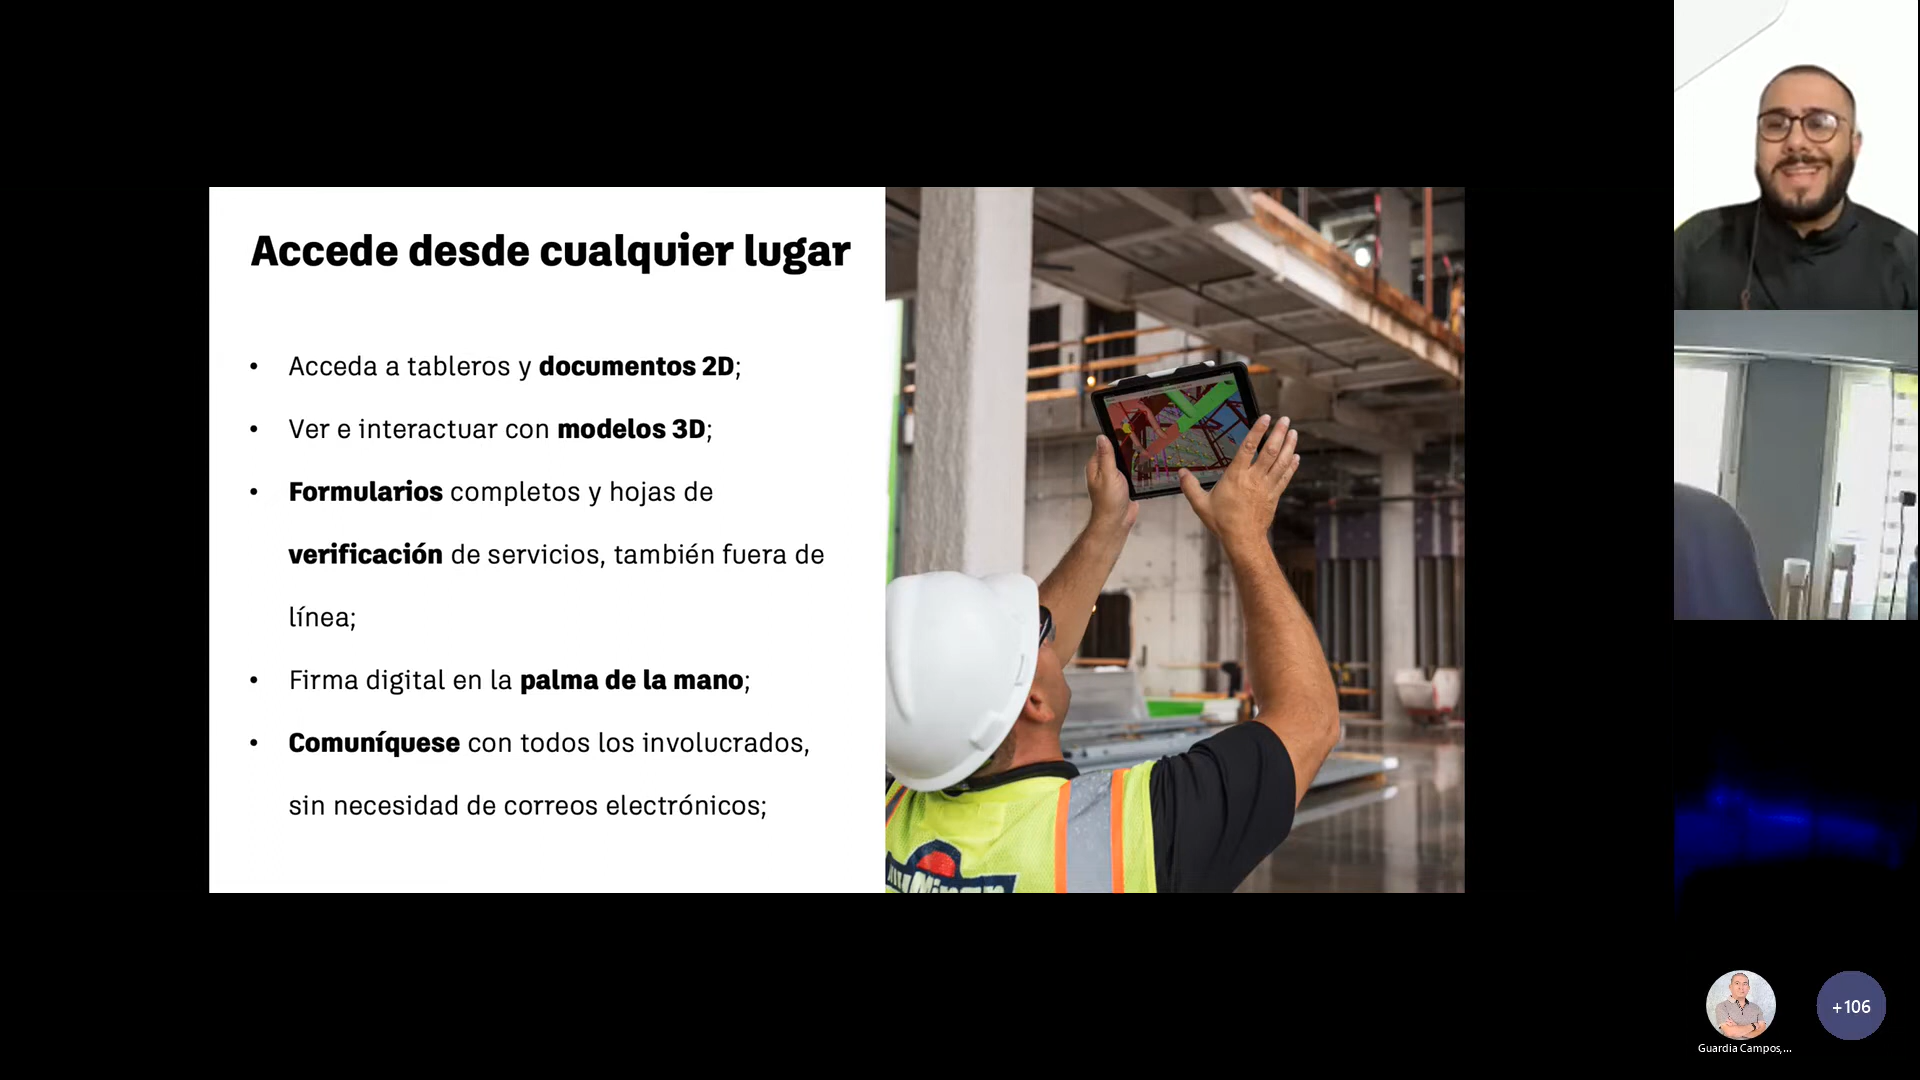 Accede desde cualquier lugar
• Acceda a tableros y documentos 2D;
• Ver e interactuar con modelos 3D;
• Formularios completos y hojas de
verificación de servicios, también fuera de
línea;
• Firma digital en la palma de la mano;
• Comuníquese con todos los involucrados,
sin necesidad de correos electrónicos;
+106
Guardia Campos,...